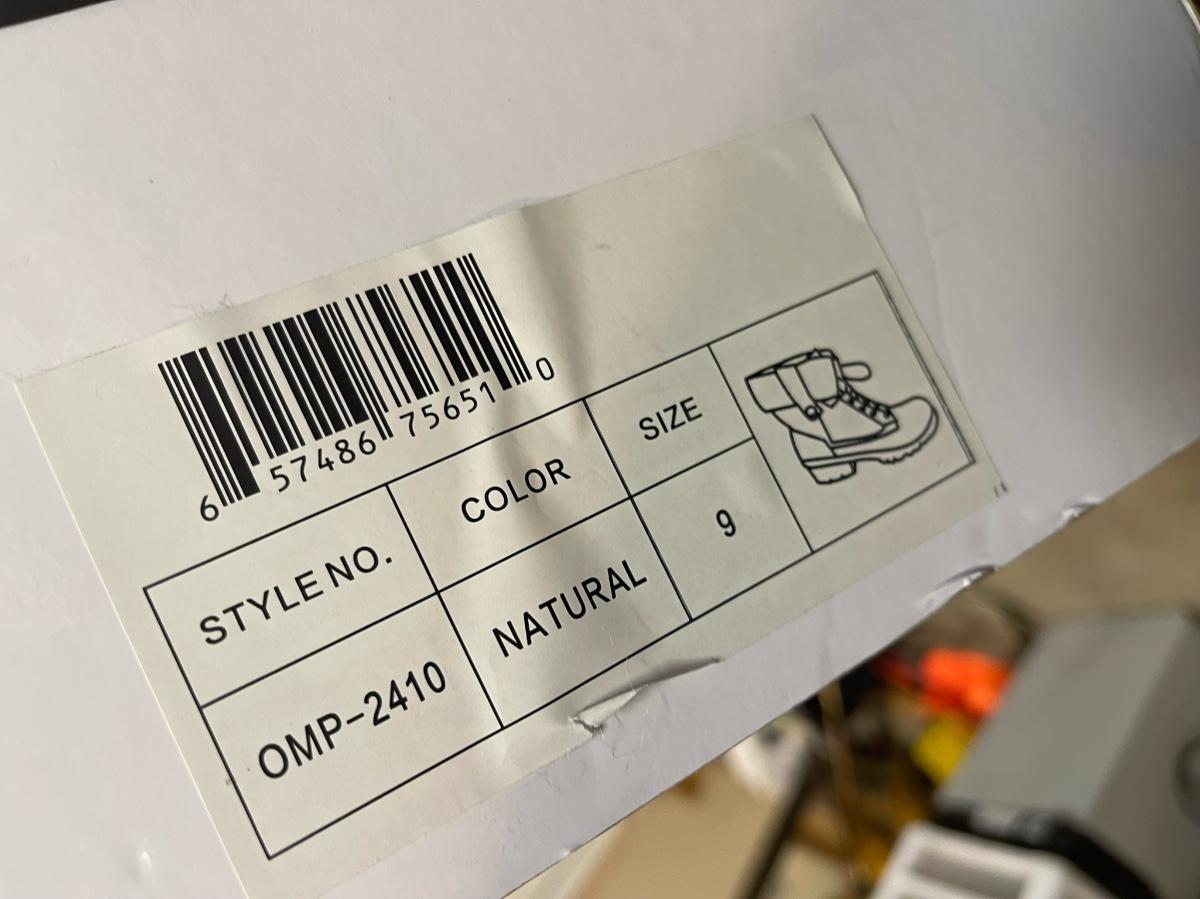 6 57486 75651 0
STYLE NO. COLOR SIZE
OMP-2410 NATURAL 9